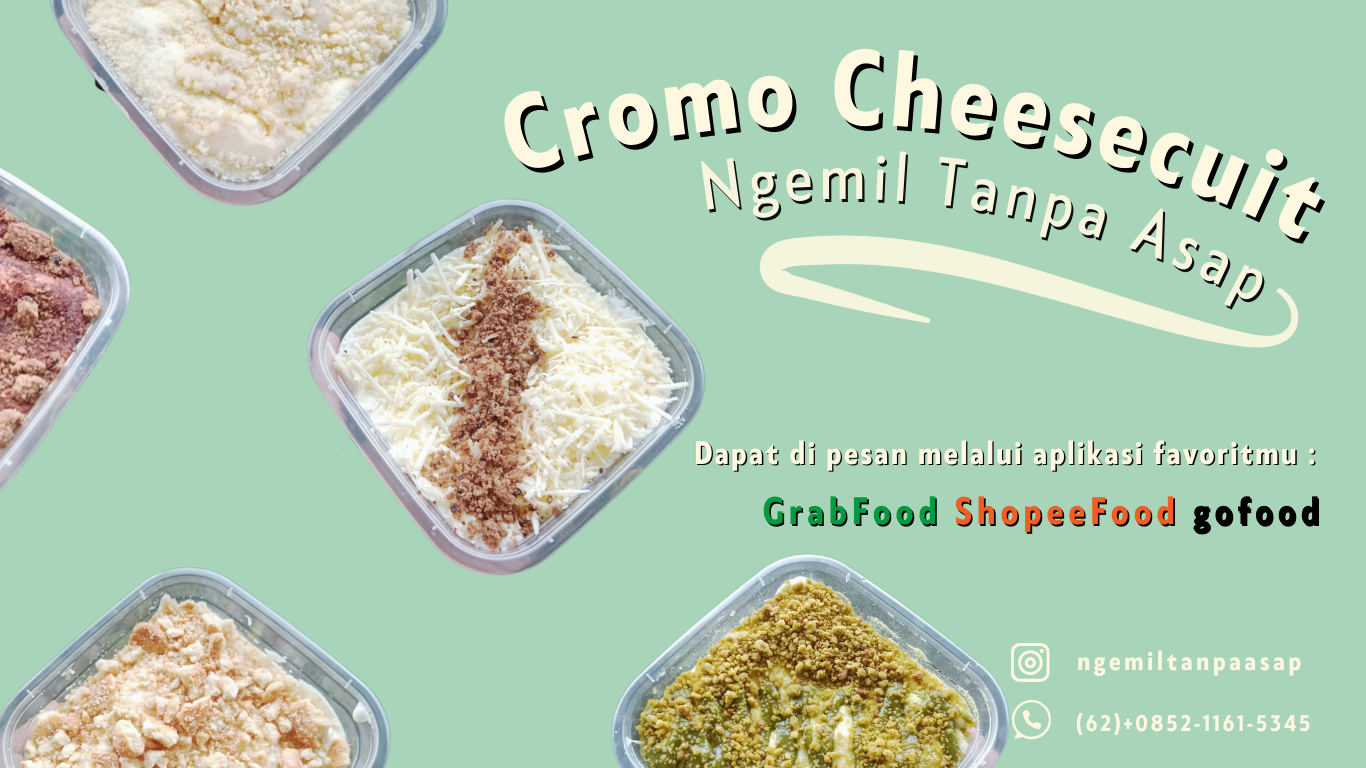 Cromo Cheesecuit
Ngemil Tanpa Asap
Dapat di pesan melalui aplikasi favoritmu :
GrabFood ShopeeFood gofood
ngemiltanpaasap
(62)+0852-1161-5345